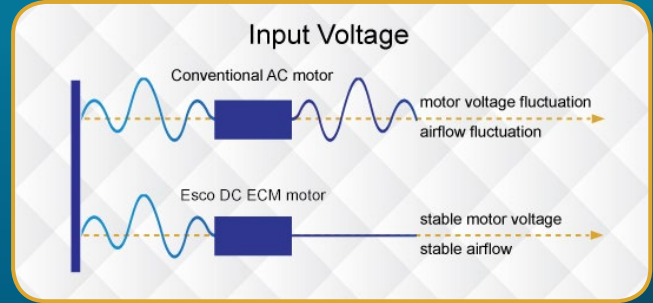 Input Voltage
Conventional AC motor
motor voltage fluctuation
airflow fluctuation
Esco DC ECM motor
stable motor voltage
stable airflow